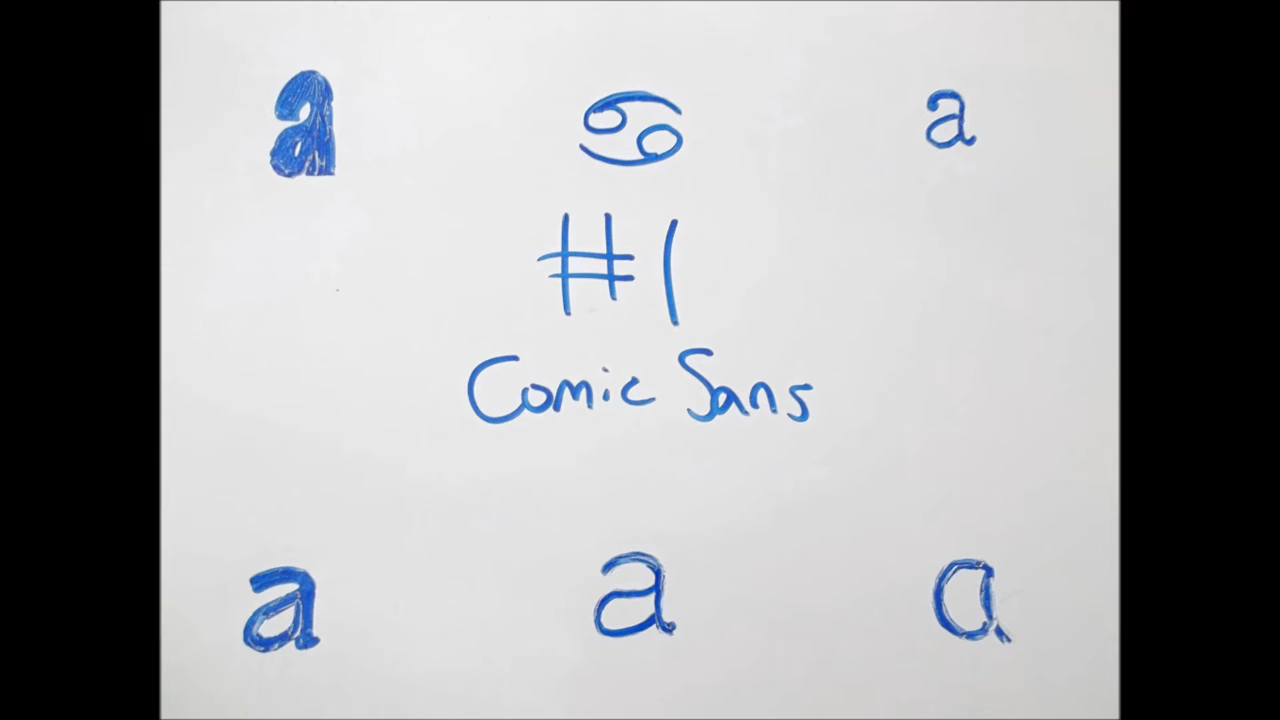 a ♋ a
#1
Comic Sans
a a a